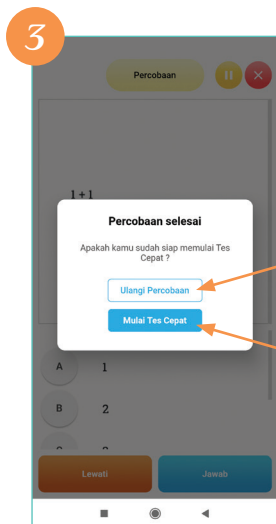 3
Percobaan
1 + 1
Percobaan selesai
Apakah kamu sudah siap memulai Tes
Cepat ?
Ulangi Percobaan
Mulai Tes Cepat
A 1
B 2
Lewati
Jawab